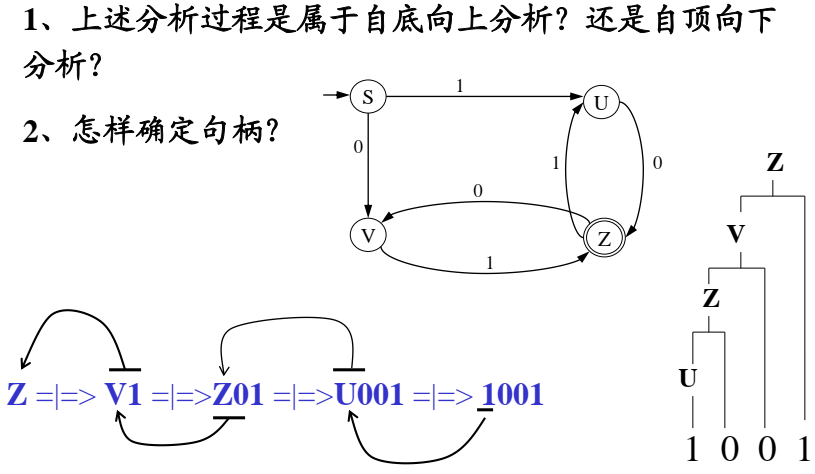 1、上述分析过程是属于自底向上分析？还是自顶向下
分析？
2、怎样确定句柄？
S
1
U
0
1
0
0
V
1
Z
Z
V
Z
U
1 0 0 1
Z =|=> V1 =|=>Z01 =|=>U001 =|=> 1001